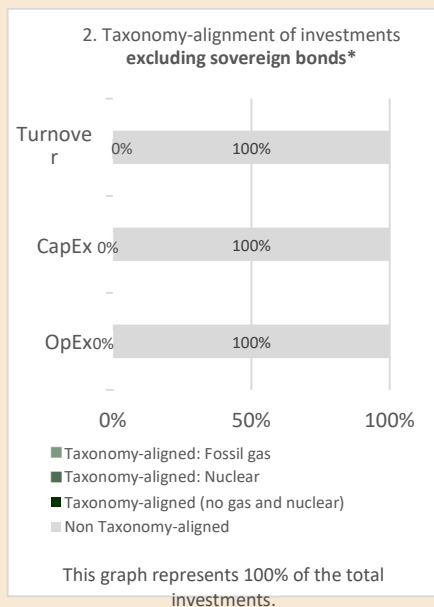 2. Taxonomy-alignment of investments
excluding sovereign bonds*
Turnove
r
0%
100%
CapEx
0%
100%
OpEx
0%
100%
0%
50%
100%
Taxonomy-aligned: Fossil gas
Taxonomy-aligned: Nuclear
Taxonomy-aligned (no gas and nuclear)
Non Taxonomy-aligned
This graph represents 100% of the total
investments.